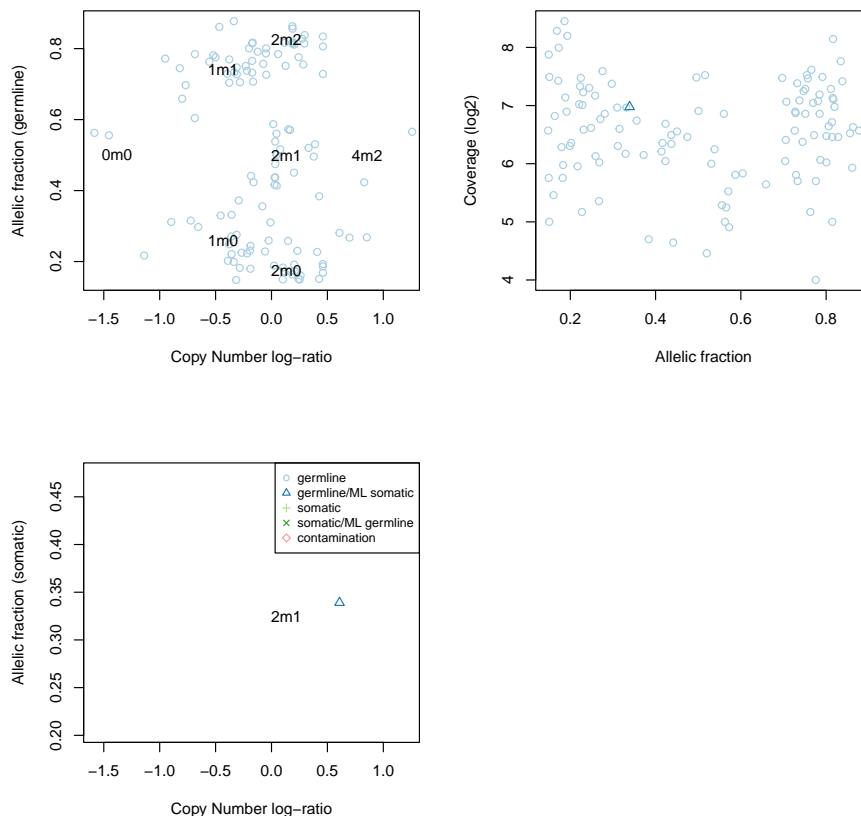 0.8
0.6
0.4
0.2
Allelic fraction (germline)
2m2
1m1
0m0
2m1
4m2
1m0
2m0
−1.5 −1.0 −0.5 0.0 0.5 1.0
Copy Number log−ratio
8
7
6
5
4
Coverage (log2)
0.2 0.4 0.6 0.8
Allelic fraction
0.45
0.40
0.35
0.30
0.25
0.20
Allelic fraction (somatic)
germline
germline/ML somatic
somatic
somatic/ML germline
contamination
2m1
−1.5 −1.0 −0.5 0.0 0.5 1.0
Copy Number log−ratio